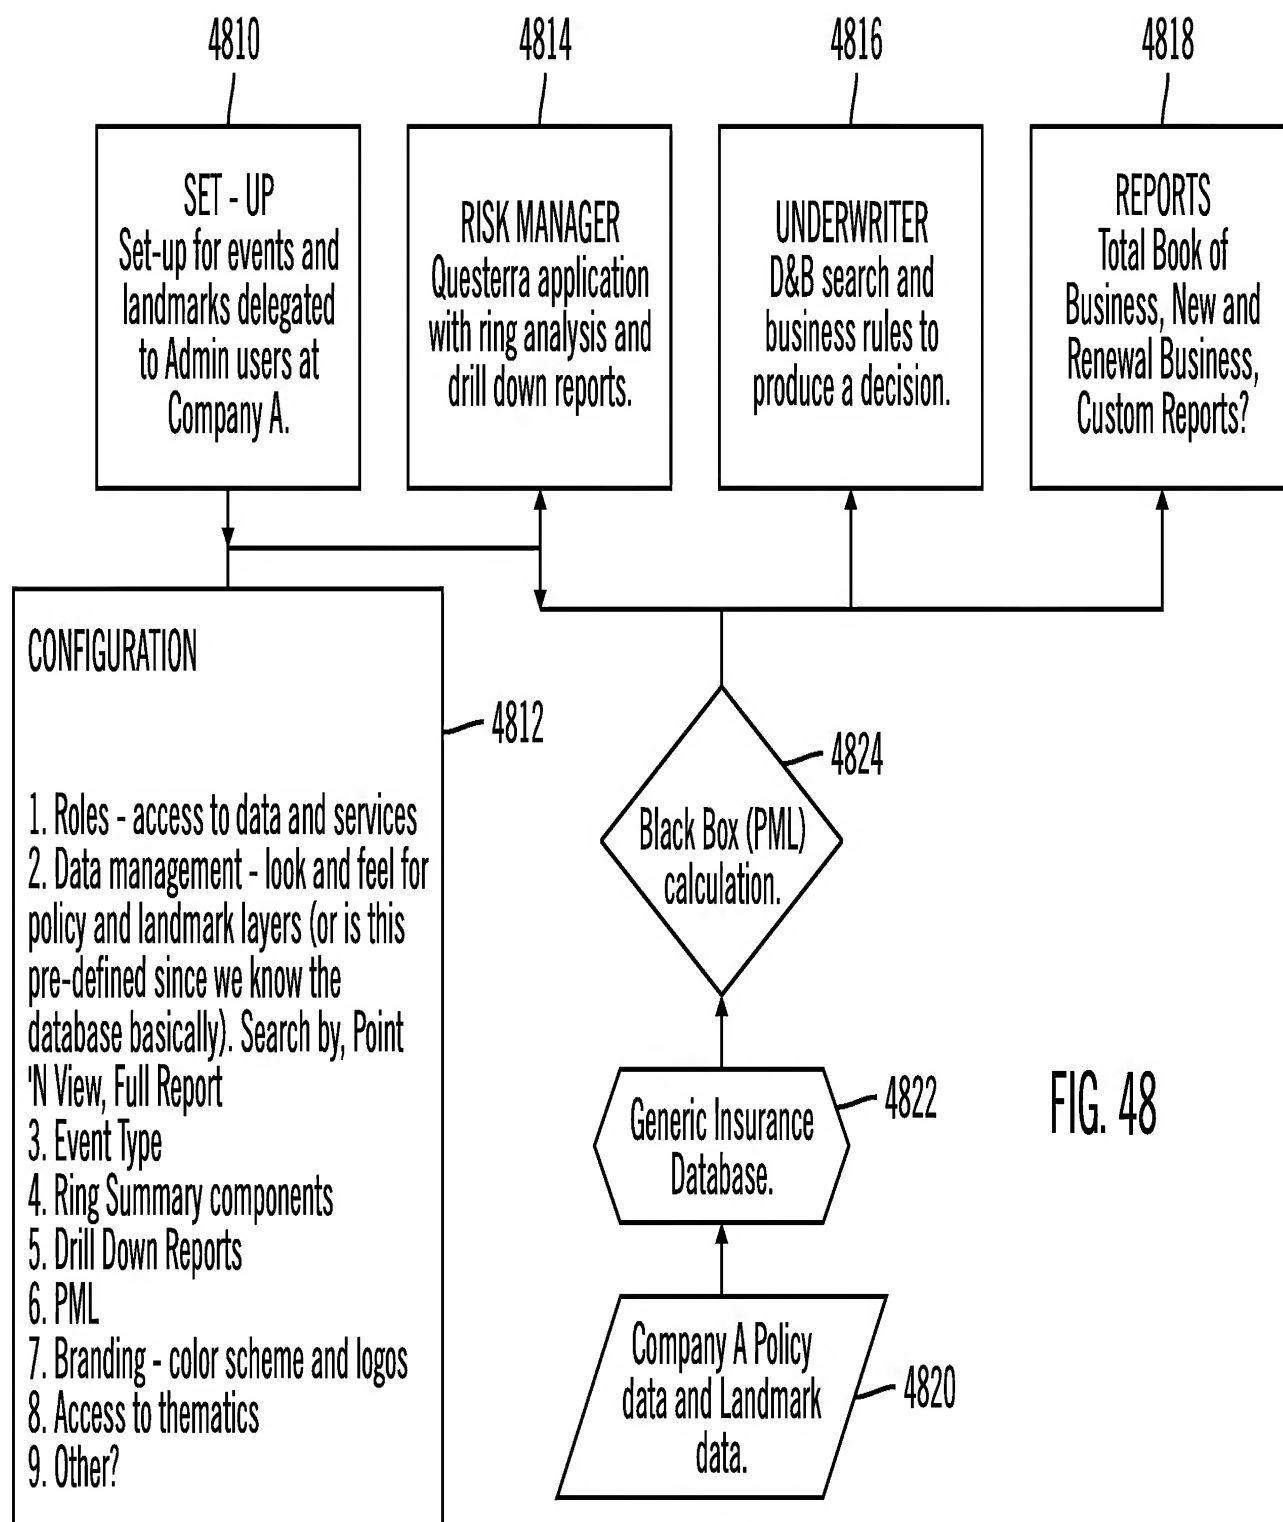 4810
4814
4816
4818
SET - UP
Set-up for events and
landmarks delegated
to Admin users at
Company A.
RISK MANAGER
Questerra application
with ring analysis and
drill down reports.
UNDERWRITER
D&B search and
business rules to
produce a decision.
REPORTS
Total Book of
Business, New and
Renewal Business,
Custom Reports?
CONFIGURATION
4812
1. Roles - access to data and services
2. Data management - look and feel for
policy and landmark layers (or is this
pre-defined since we know the
database basically). Search by, Point
'N View, Full Report
3. Event Type
4. Ring Summary components
5. Drill Down Reports
6. PML
7. Branding - color scheme and logos
8. Access to thematics
9. Other?
4824
Black Box (PML)
calculation.
4822
Generic Insurance
Database.
4820
Company A Policy
data and Landmark
data.
FIG. 48